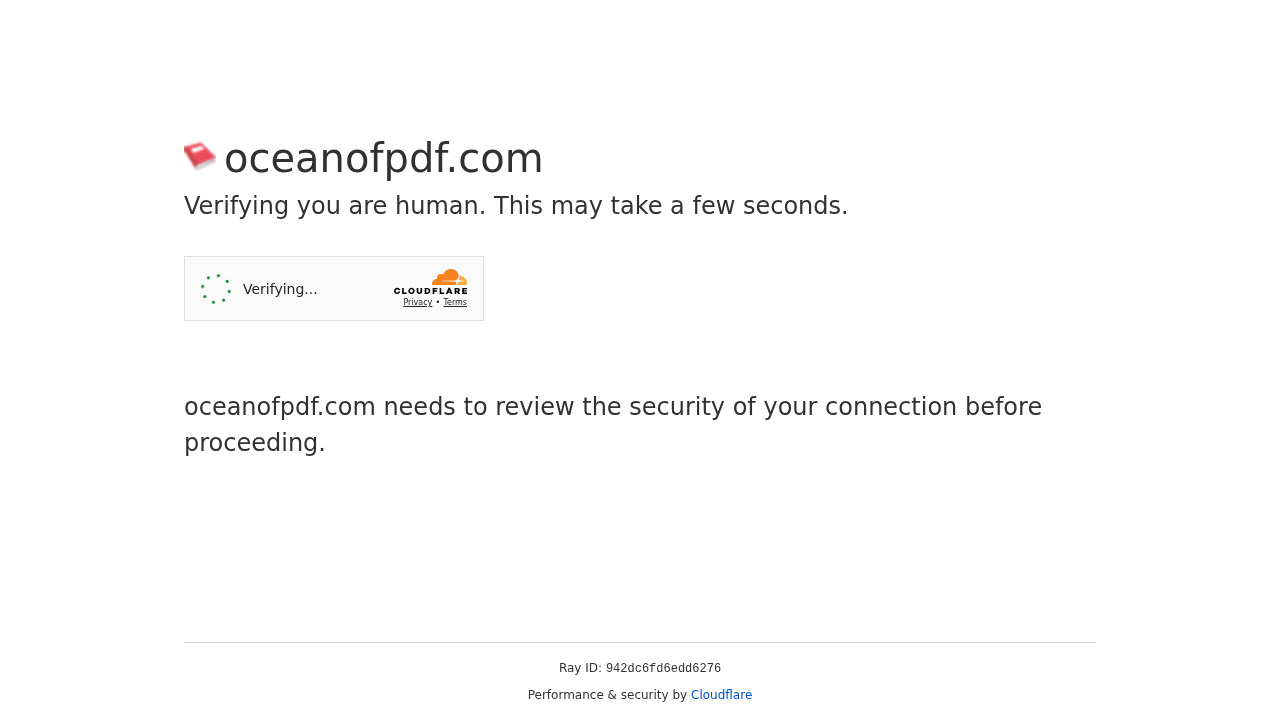 oceanofpdf.com
Verifying you are human. This may take a few seconds.
Verifying...
CLOUDFLARE
Privacy • Terms
oceanofpdf.com needs to review the security of your connection before
proceeding.
Ray ID: 942dc6fd6edd6276
Performance & security by Cloudflare